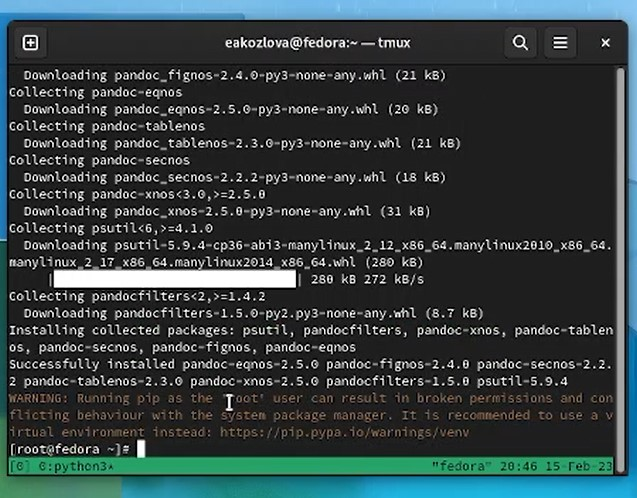 eakozlova@fedora:~ — tmux
Downloading pandoc_fignos-2.4.0-py3-none-any.whl (21 kB)
Collecting pandoc-eqnos
Downloading pandoc_eqnos-2.5.0-py3-none-any.whl (20 kB)
Collecting pandoc-tablenos
Downloading pandoc_tablenos-2.3.0-py3-none-any.whl (21 kB)
Collecting pandoc-secnos
Downloading pandoc_secnos-2.2.2-py3-none-any.whl (18 kB)
Collecting pandoc-xnos<3.0,>=2.5.0
Downloading pandoc_xnos-2.5.0-py3-none-any.whl (31 kB)
Collecting psutil<6,>=4.1.0
Downloading psutil-5.9.4-cp36-abi3-manylinux_2_12_x86_64.manylinux2010_x86_64.
manylinux_2_17_x86_64.manylinux2014_x86_64.whl (280 kB)
| | 280 kB 272 kB/s
Collecting pandocfilters<2,>=1.4.2
Downloading pandocfilters-1.5.0-py2.py3-none-any.whl (8.7 kB)
Installing collected packages: psutil, pandocfilters, pandoc-xnos, pandoc-tablen
os, pandoc-secnos, pandoc-fignos, pandoc-eqnos
Successfully installed pandoc-eqnos-2.5.0 pandoc-fignos-2.4.0 pandoc-secnos-2.2.
2 pandoc-tablenos-2.3.0 pandoc-xnos-2.5.0 pandocfilters-1.5.0 psutil-5.9.4
WARNING: Running pip as the 'root' user can result in broken permissions and con
flicting behaviour with the system package manager. It is recommended to use a v
irtual environment instead: https://pip.pypa.io/warnings/venv
[root@fedora ~]#
[0] 0:python3* "fedora" 20:46 15-Feb-23